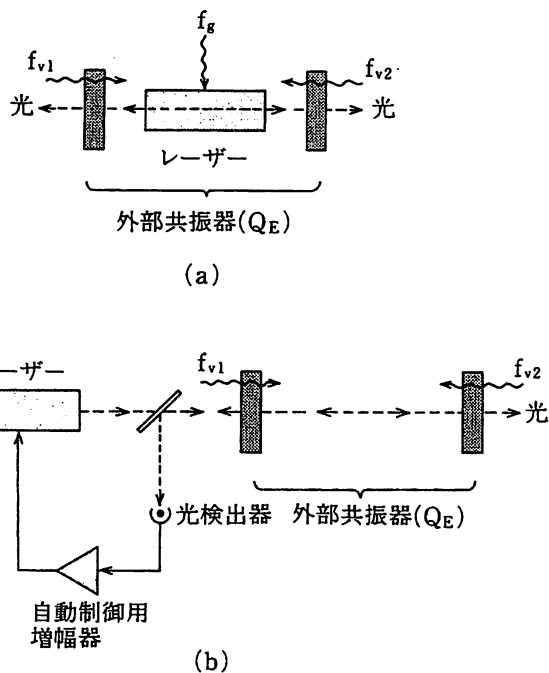 f_g
f_v1
f_v2
光
光
レーザー
外部共振器(Q_E)
(a)
ーザー
f_v1
f_v2
光
光検出器
外部共振器(Q_E)
自動制御用
増幅器
(b)